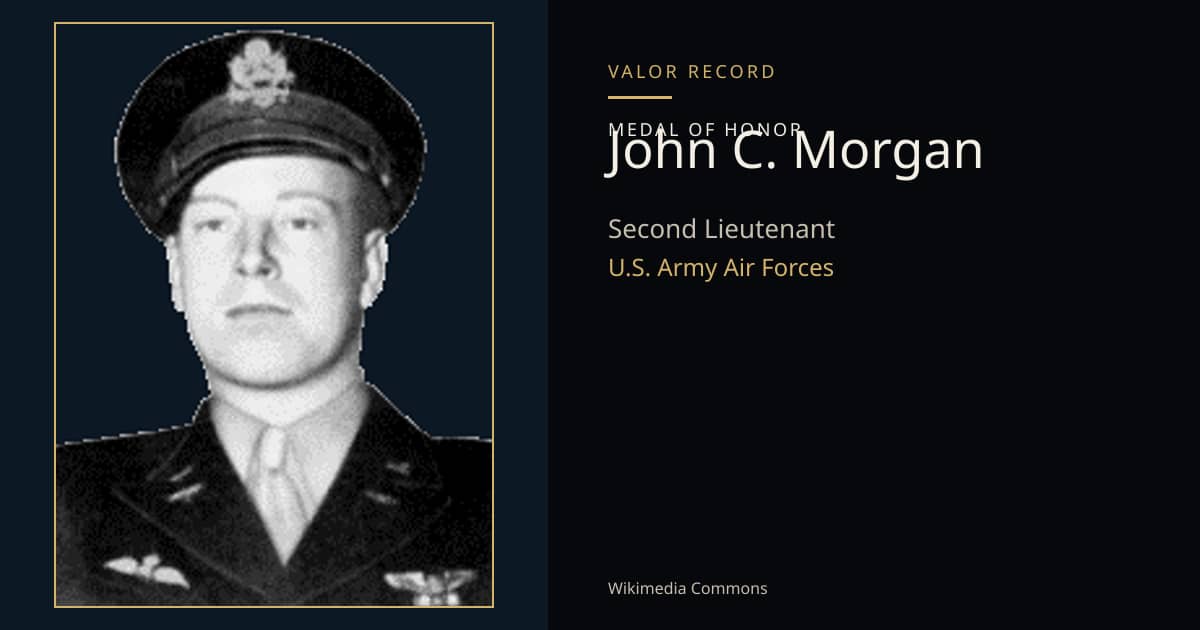 VALOR RECORD
MEDAL OF HONOR
John C. Morgan
Second Lieutenant
U.S. Army Air Forces
Wikimedia Commons